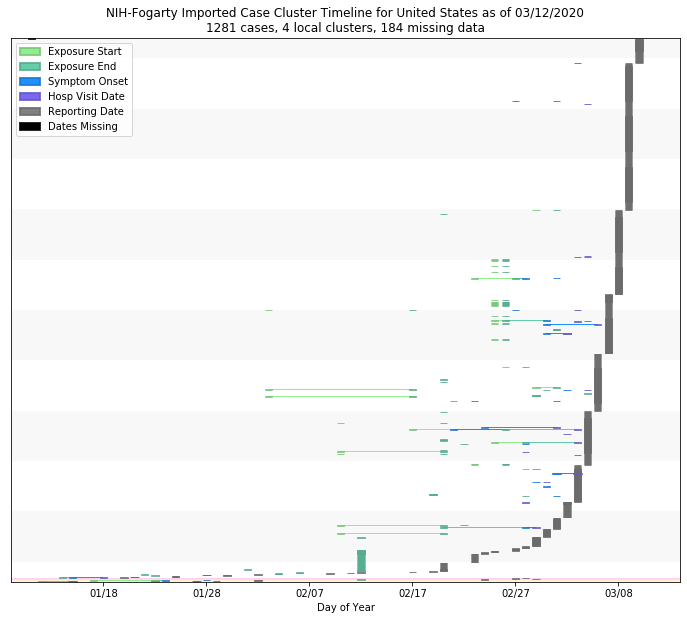 NIH-Fogarty Imported Case Cluster Timeline for United States as of 03/12/2020
1281 cases, 4 local clusters, 184 missing data
Exposure Start
Exposure End
Symptom Onset
Hosp Visit Date
Reporting Date
Dates Missing
01/18 01/28 02/07 02/17 02/27 03/08
Day of Year